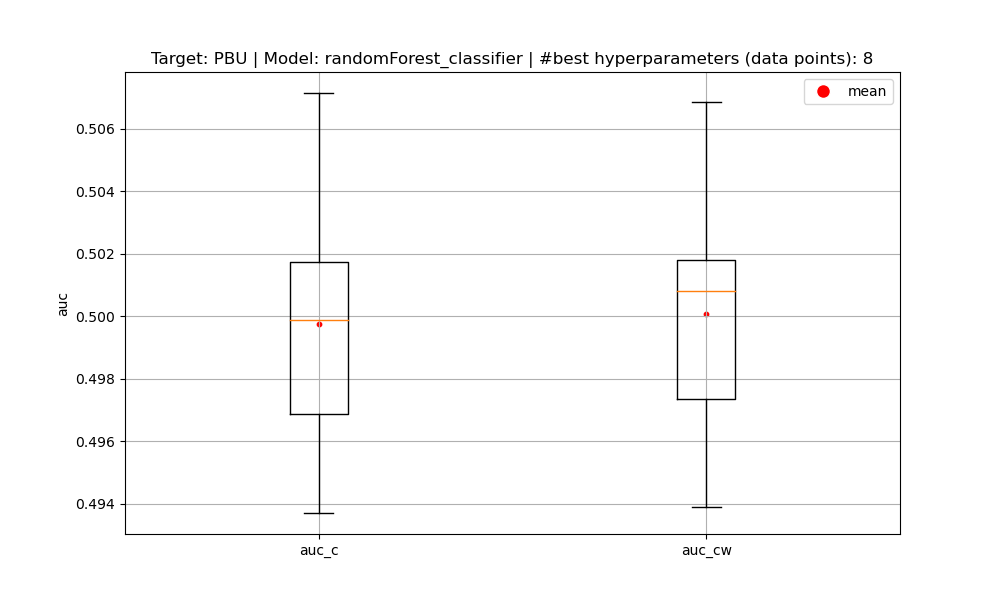 Target: PBU | Model: randomForest_classifier | #best hyperparameters (data points): 8
mean
0.506
0.504
0.502
0.500
0.498
0.496
0.494
auc
auc_c
auc_cw